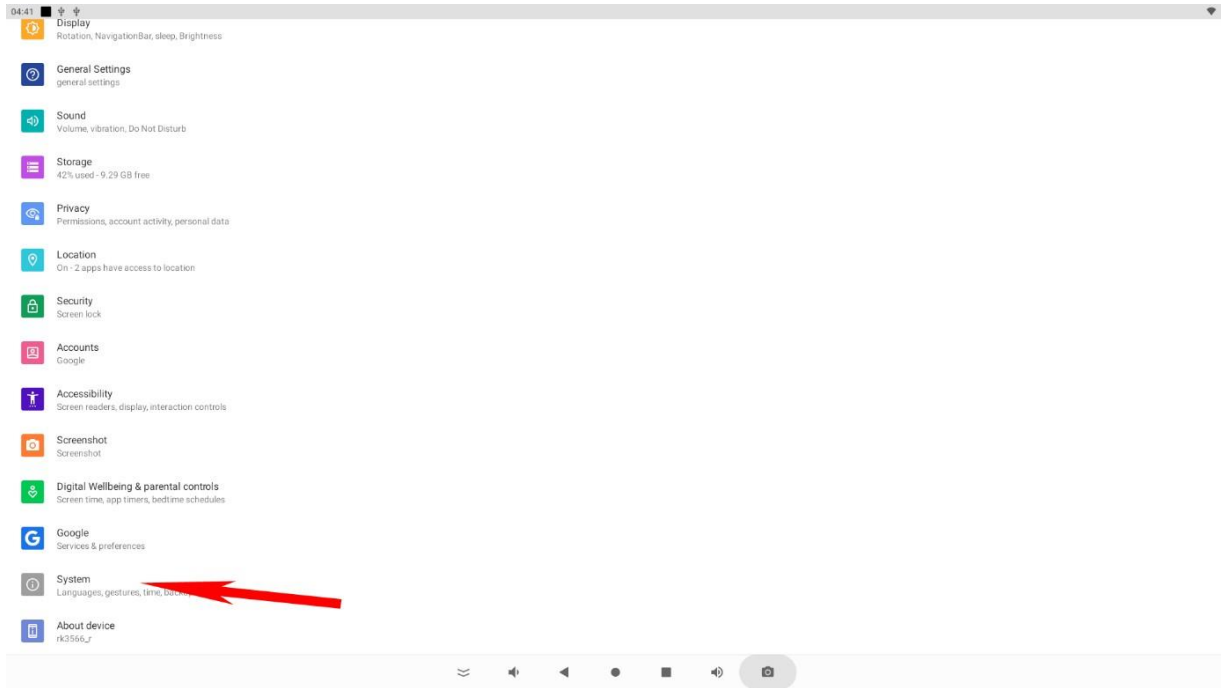 04:41
Display
Rotation, NavigationBar, sleep, Brightness
General Settings
general settings
Sound
Volume, vibration, Do Not Disturb
Storage
42% used - 9.29 GB free
Privacy
Permissions, account activity, personal data
Location
On - 2 apps have access to location
Security
Screen lock
Accounts
Google
Accessibility
Screen readers, display, interaction controls
Screenshot
Screenshot
Digital Wellbeing & parental controls
Screen time, app timers, bedtime schedules
Google
Services & preferences
System
Languages, gestures, time,
About device
rk3566_r